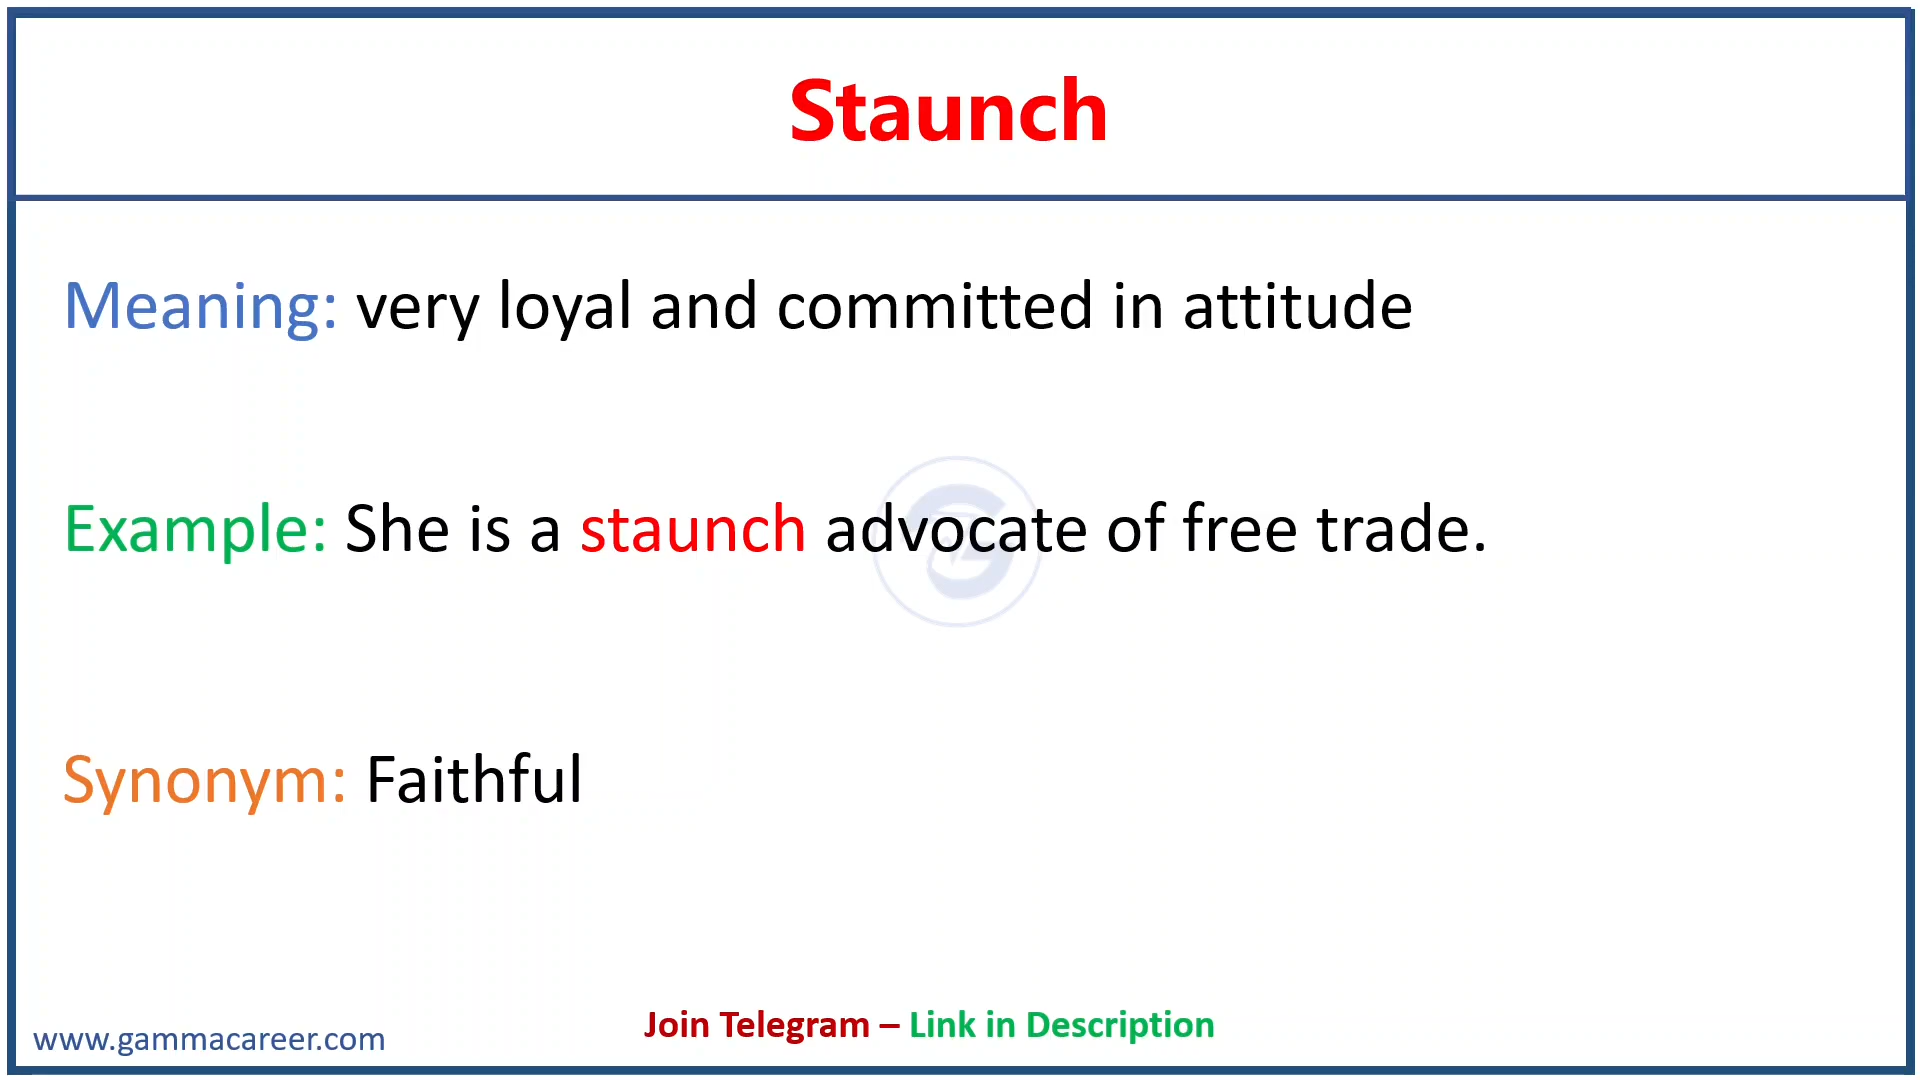 Staunch
Meaning: very loyal and committed in attitude
Example: She is a staunch advocate of free trade.
Synonym: Faithful
www.gammacareer.com
Join Telegram – Link in Description